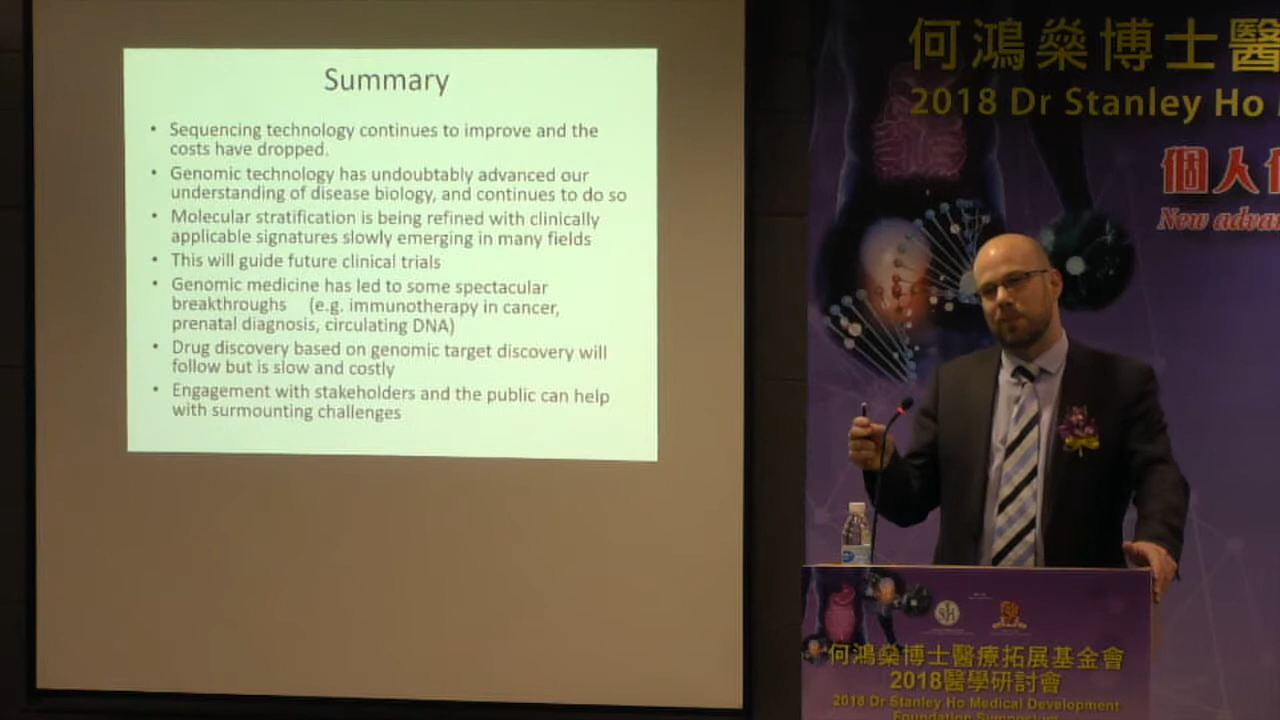 Summary
• Sequencing technology continues to improve and the
costs have dropped.
• Genomic technology has undoubtably advanced our
understanding of disease biology, and continues to do so
• Molecular stratification is being refined with clinically
applicable signatures slowly emerging in many fields
• This will guide future clinical trials
• Genomic medicine has led to some spectacular
breakthroughs (e.g. immunotherapy in cancer,
prenatal diagnosis, circulating DNA)
• Drug discovery based on genomic target discovery will
follow but is slow and costly
• Engagement with stakeholders and the public can help
with surmounting challenges
何鴻燊博士醫
2018 Dr Stanley Ho
個人
New
何鴻燊博士醫療拓展基金會
2018醫學研討會
2018 Dr Stanley Ho Medical Development
Foundation Symposium